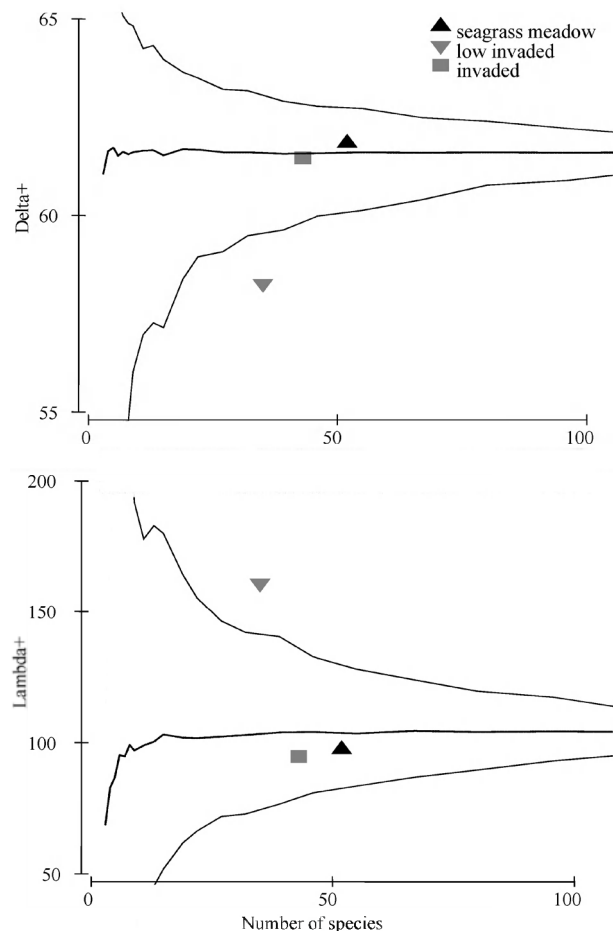 65
seagrass meadow
low invaded
invaded
Delta+
60
55
0
50
100
200
150
Lambda+
100
50
0
50
100
Number of species